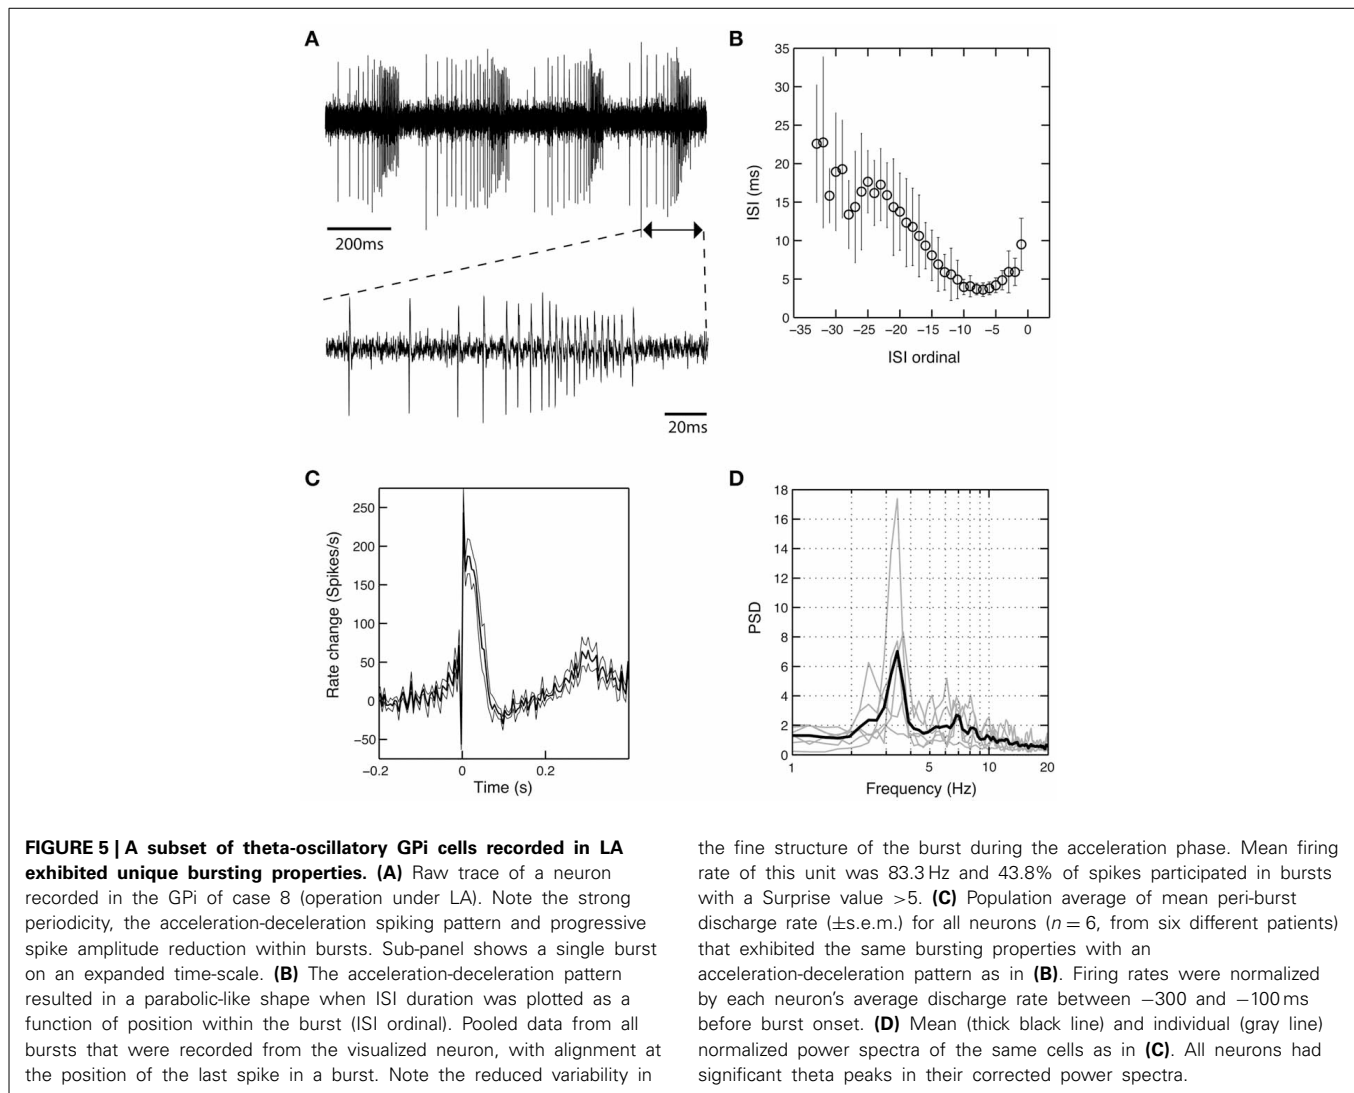 A
200ms
20ms
B
35
30
25
20
15
10
5
0
ISI (ms)
−35 −30 −25 −20 −15 −10 −5 0
ISI ordinal
C
250
200
150
100
50
0
−50
Rate change (Spikes/s)
−0.2 0 0.2
Time (s)
D
18
16
14
12
10
8
6
4
2
0
PSD
1 5 10 20
Frequency (Hz)
FIGURE 5 | A subset of theta-oscillatory GPi cells recorded in LA
exhibited unique bursting properties. (A) Raw trace of a neuron
recorded in the GPi of case 8 (operation under LA). Note the strong
periodicity, the acceleration-deceleration spiking pattern and progressive
spike amplitude reduction within bursts. Sub-panel shows a single burst
on an expanded time-scale. (B) The acceleration-deceleration pattern
resulted in a parabolic-like shape when ISI duration was plotted as a
function of position within the burst (ISI ordinal). Pooled data from all
bursts that were recorded from the visualized neuron, with alignment at
the position of the last spike in a burst. Note the reduced variability in
the fine structure of the burst during the acceleration phase. Mean firing
rate of this unit was 83.3 Hz and 43.8% of spikes participated in bursts
with a Surprise value >5. (C) Population average of mean peri-burst
discharge rate (±s.e.m.) for all neurons (n = 6, from six different patients)
that exhibited the same bursting properties with an
acceleration-deceleration pattern as in (B). Firing rates were normalized
by each neuron's average discharge rate between −300 and −100 ms
before burst onset. (D) Mean (thick black line) and individual (gray line)
normalized power spectra of the same cells as in (C). All neurons had
significant theta peaks in their corrected power spectra.